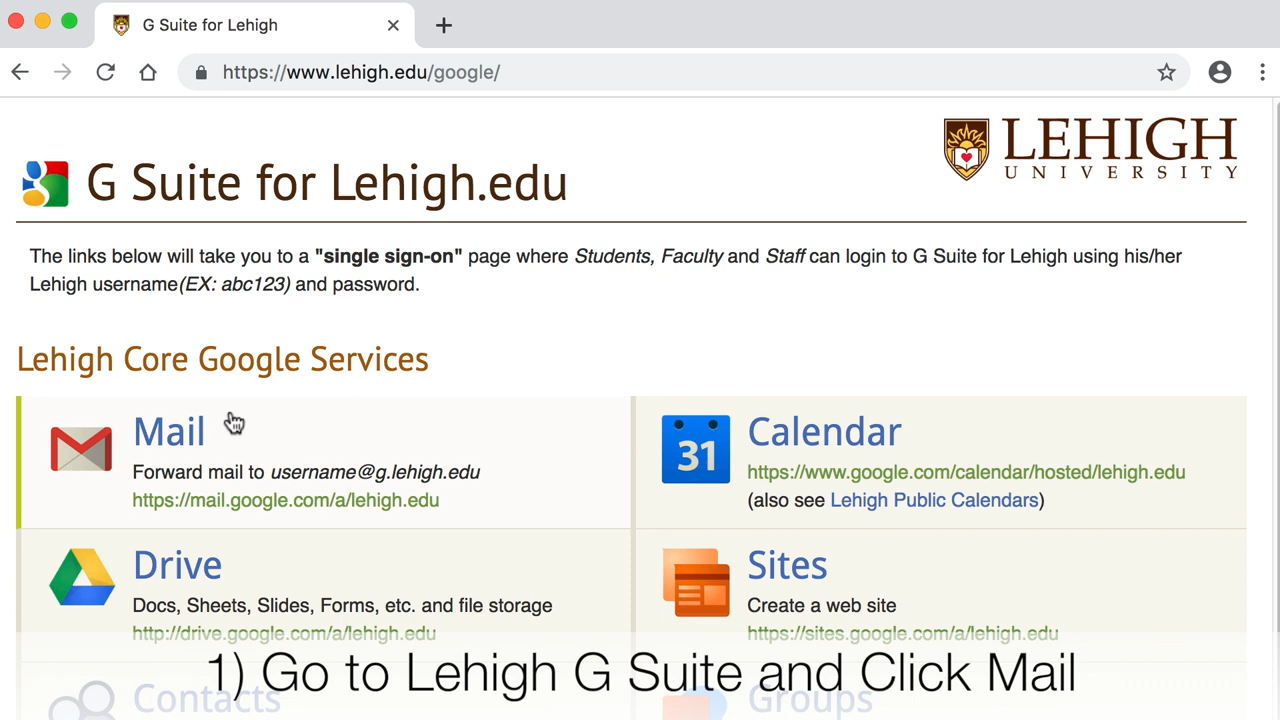 G Suite for Lehigh
https://www.lehigh.edu/google/
LEHIGH
UNIVERSITY
G Suite for Lehigh.edu
The links below will take you to a "single sign-on" page where Students, Faculty and Staff can login to G Suite for Lehigh using his/her
Lehigh username(EX: abc123) and password.
Lehigh Core Google Services
Mail
Forward mail to username@g.lehigh.edu
https://mail.google.com/a/lehigh.edu
31
Calendar
https://www.google.com/calendar/hosted/lehigh.edu
(also see Lehigh Public Calendars)
Drive
Docs, Sheets, Slides, Forms, etc. and file storage
http://drive.google.com/a/lehigh.edu
Sites
Create a web site
https://sites.google.com/a/lehigh.edu
Contacts
Groups
1) Go to Lehigh G Suite and Click Mail